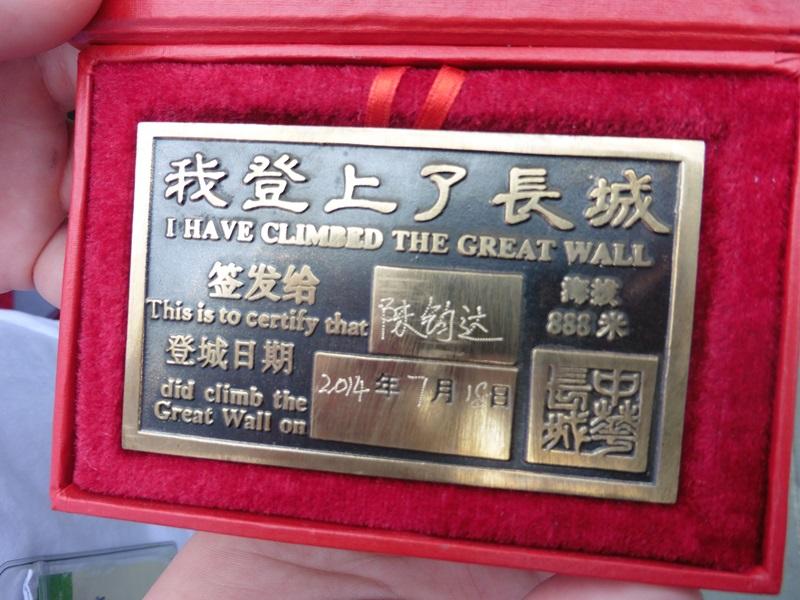 我登上了長城
I HAVE CLIMBED THE GREAT WALL
签发给
This is to certify that
陈钧达
海拔
888 米
登城日期
did climb the
Great Wall on
2014 年 7 月 18 日
中華
長城